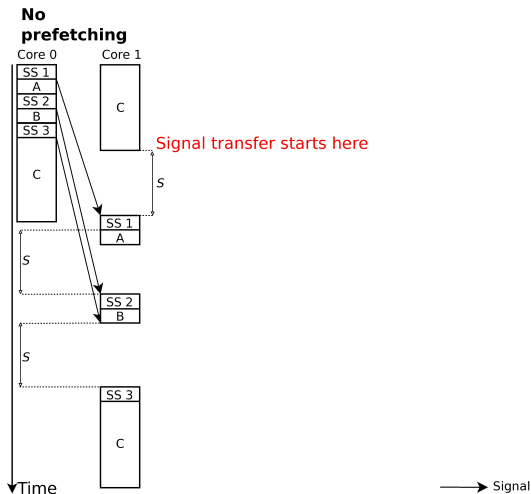 No
prefetching
Core 0
Core 1
SS 1
A
SS 2
B
SS 3
C
C
Signal transfer starts here
S
SS 1
A
S
SS 2
B
S
SS 3
C
Time
Signal